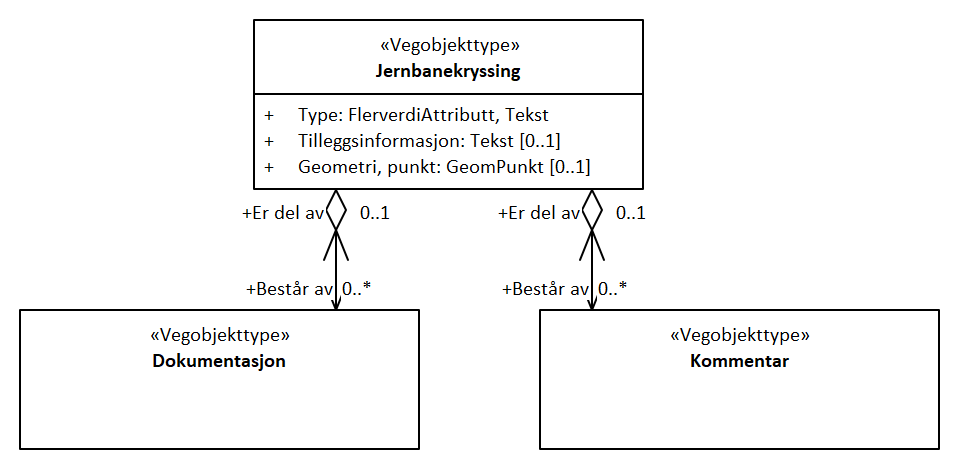 «Vegobjekttype»
Jernbanekryssing
+ Type: FlerverdiAttributt, Tekst
+ Tilleggsinformasjon: Tekst [0..1]
+ Geometri, punkt: GeomPunkt [0..1]
+Er del av 0..1
+Er del av 0..1
+Består av 0..*
+Består av 0..*
«Vegobjekttype»
Dokumentasjon
«Vegobjekttype»
Kommentar